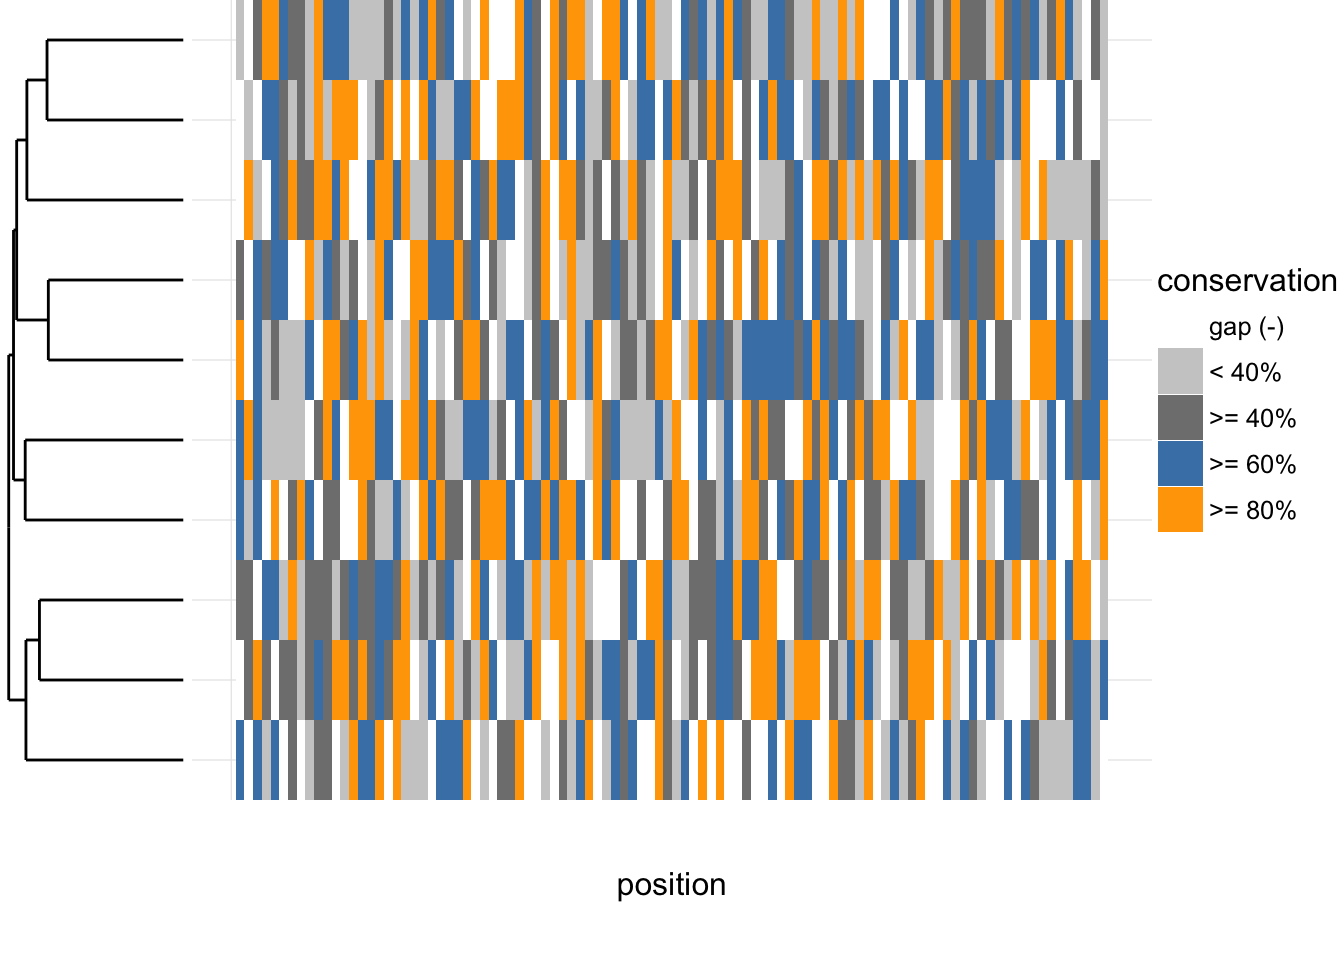 conservation
gap (-)
< 40%
>= 40%
>= 60%
>= 80%
position